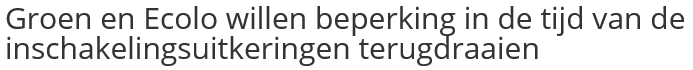 Groen en Ecolo willen beperking in de tijd van de
inschakelingsuitkeringen terugdraaien